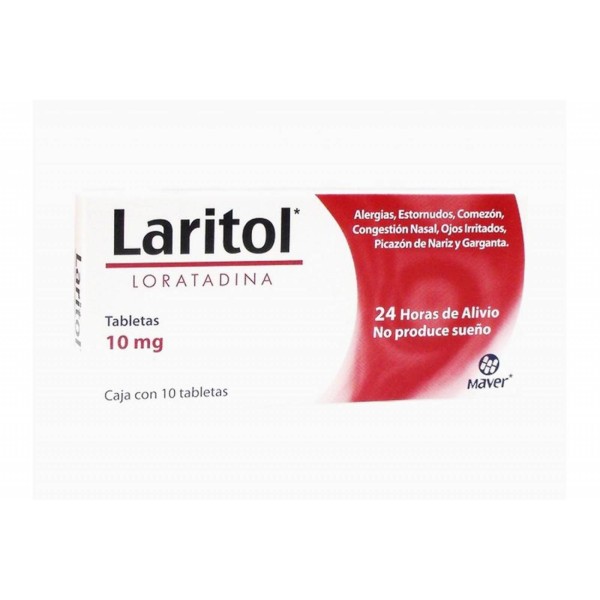 Laritol*
LORATADINA
Tabletas
10 mg
Caja con 10 tabletas
Laritol
Alergias, Estornudos, Comezón,
Congestión Nasal, Ojos Irritados,
Picazón de Nariz y Garganta.
24 Horas de Alivio
No produce sueño
Maver*